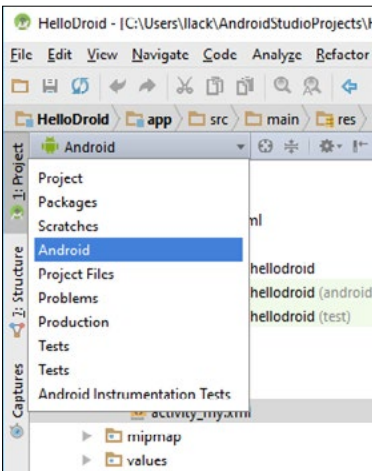 HelloDroid - [C:\Users\llack\AndroidStudioProjects\H
File Edit View Navigate Code Analyze Refactor
HelloDroid app src main res
1: Project
Android
Project
Packages
Scratches
Android
Project Files
Problems
Production
Tests
Tests
Android Instrumentation Tests
ml
hellodroid
hellodroid (android
hellodroid (test)
activity_my.xml
mipmap
values
7: Structure
Captures